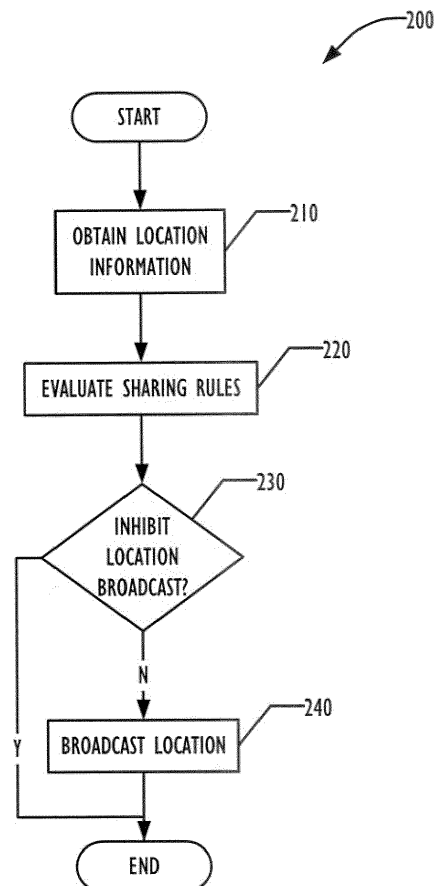 200
START
210
OBTAIN LOCATION
INFORMATION
220
EVALUATE SHARING RULES
230
INHIBIT
LOCATION
BROADCAST?
N
240
BROADCAST LOCATION
Y
END